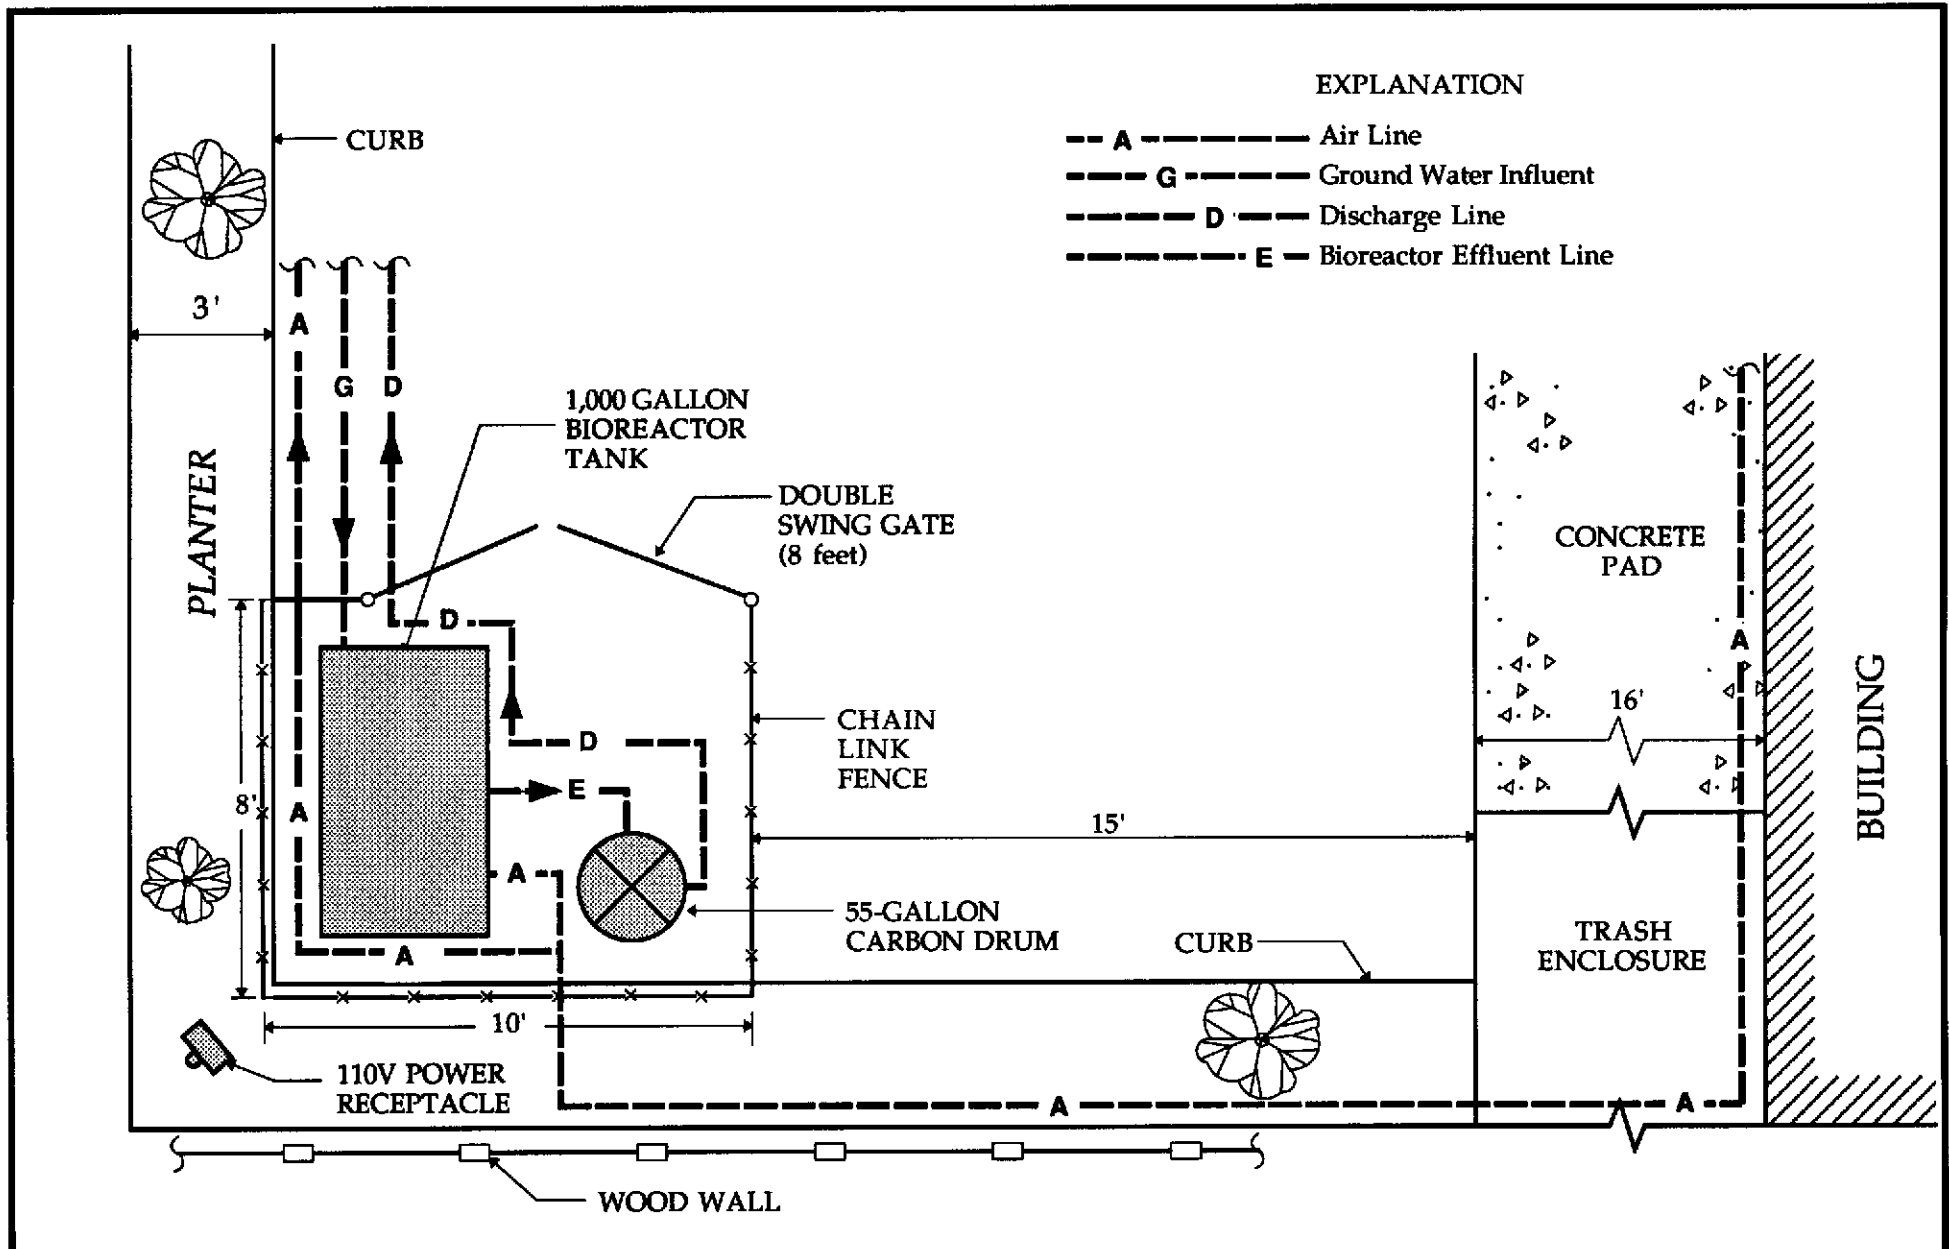 EXPLANATION
A Air Line
G Ground Water Influent
D Discharge Line
E Bioreactor Effluent Line
CURB
3'
A
G D
1,000 GALLON
BIOREACTOR
TANK
PLANTER
DOUBLE
SWING GATE
(8 feet)
CONCRETE
PAD
D
A
16'
BUILDING
CHAIN
LINK
FENCE
D
E
8'
A
A
15'
55-GALLON
CARBON DRUM
CURB
TRASH
ENCLOSURE
A
10'
110V POWER
RECEPTACLE
A
A
WOOD WALL